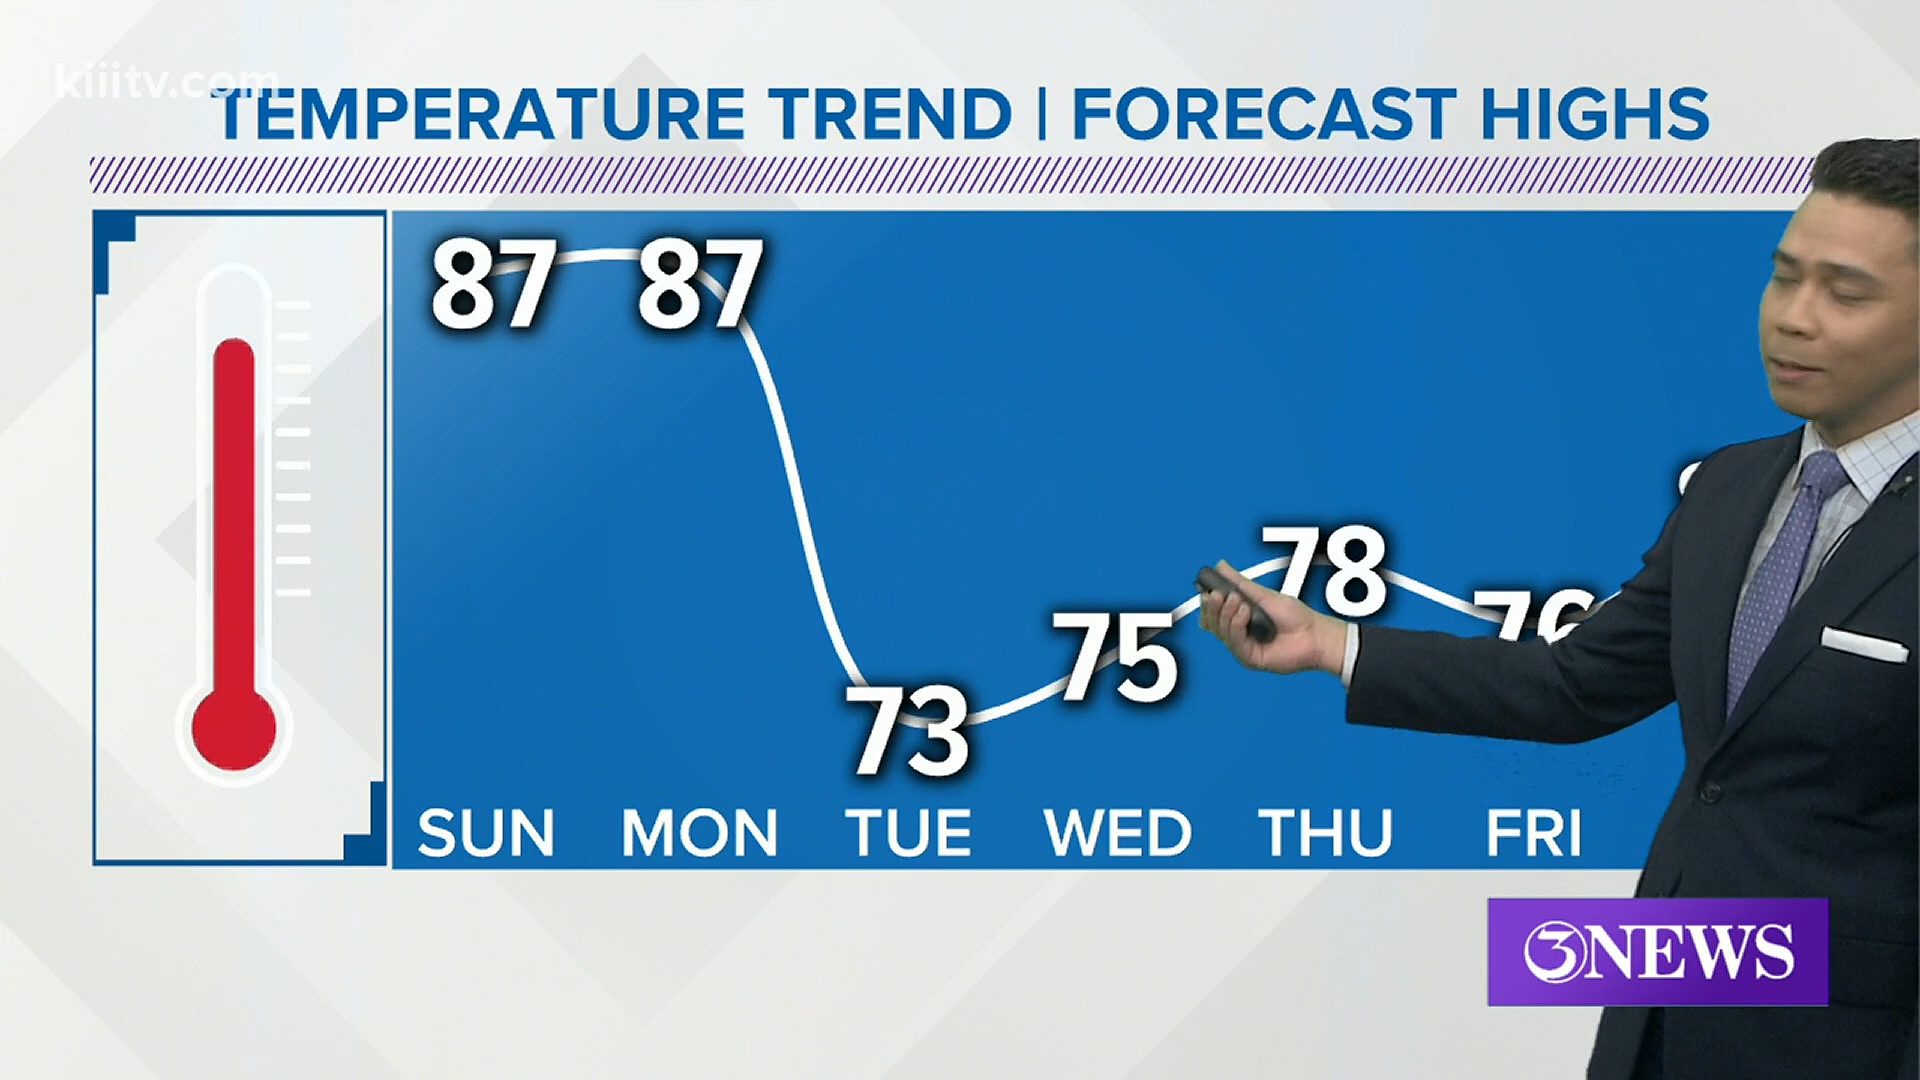 kiiitv.com
TEMPERATURE TREND | FORECAST HIGHS
87 87
78
75
73
SUN MON TUE WED THU FRI
3NEWS